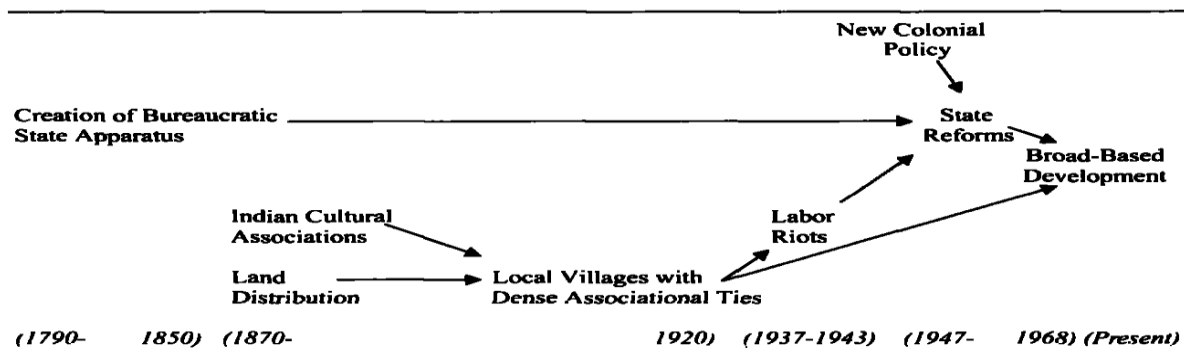 New Colonial
Policy
Creation of Bureaucratic
State Apparatus
State
Reforms
Broad-Based
Development
Indian Cultural
Associations
Labor
Riots
Land
Distribution
Local Villages with
Dense Associational Ties
(1790- 1850) (1870- 1920) (1937-1943) (1947- 1968) (Present)